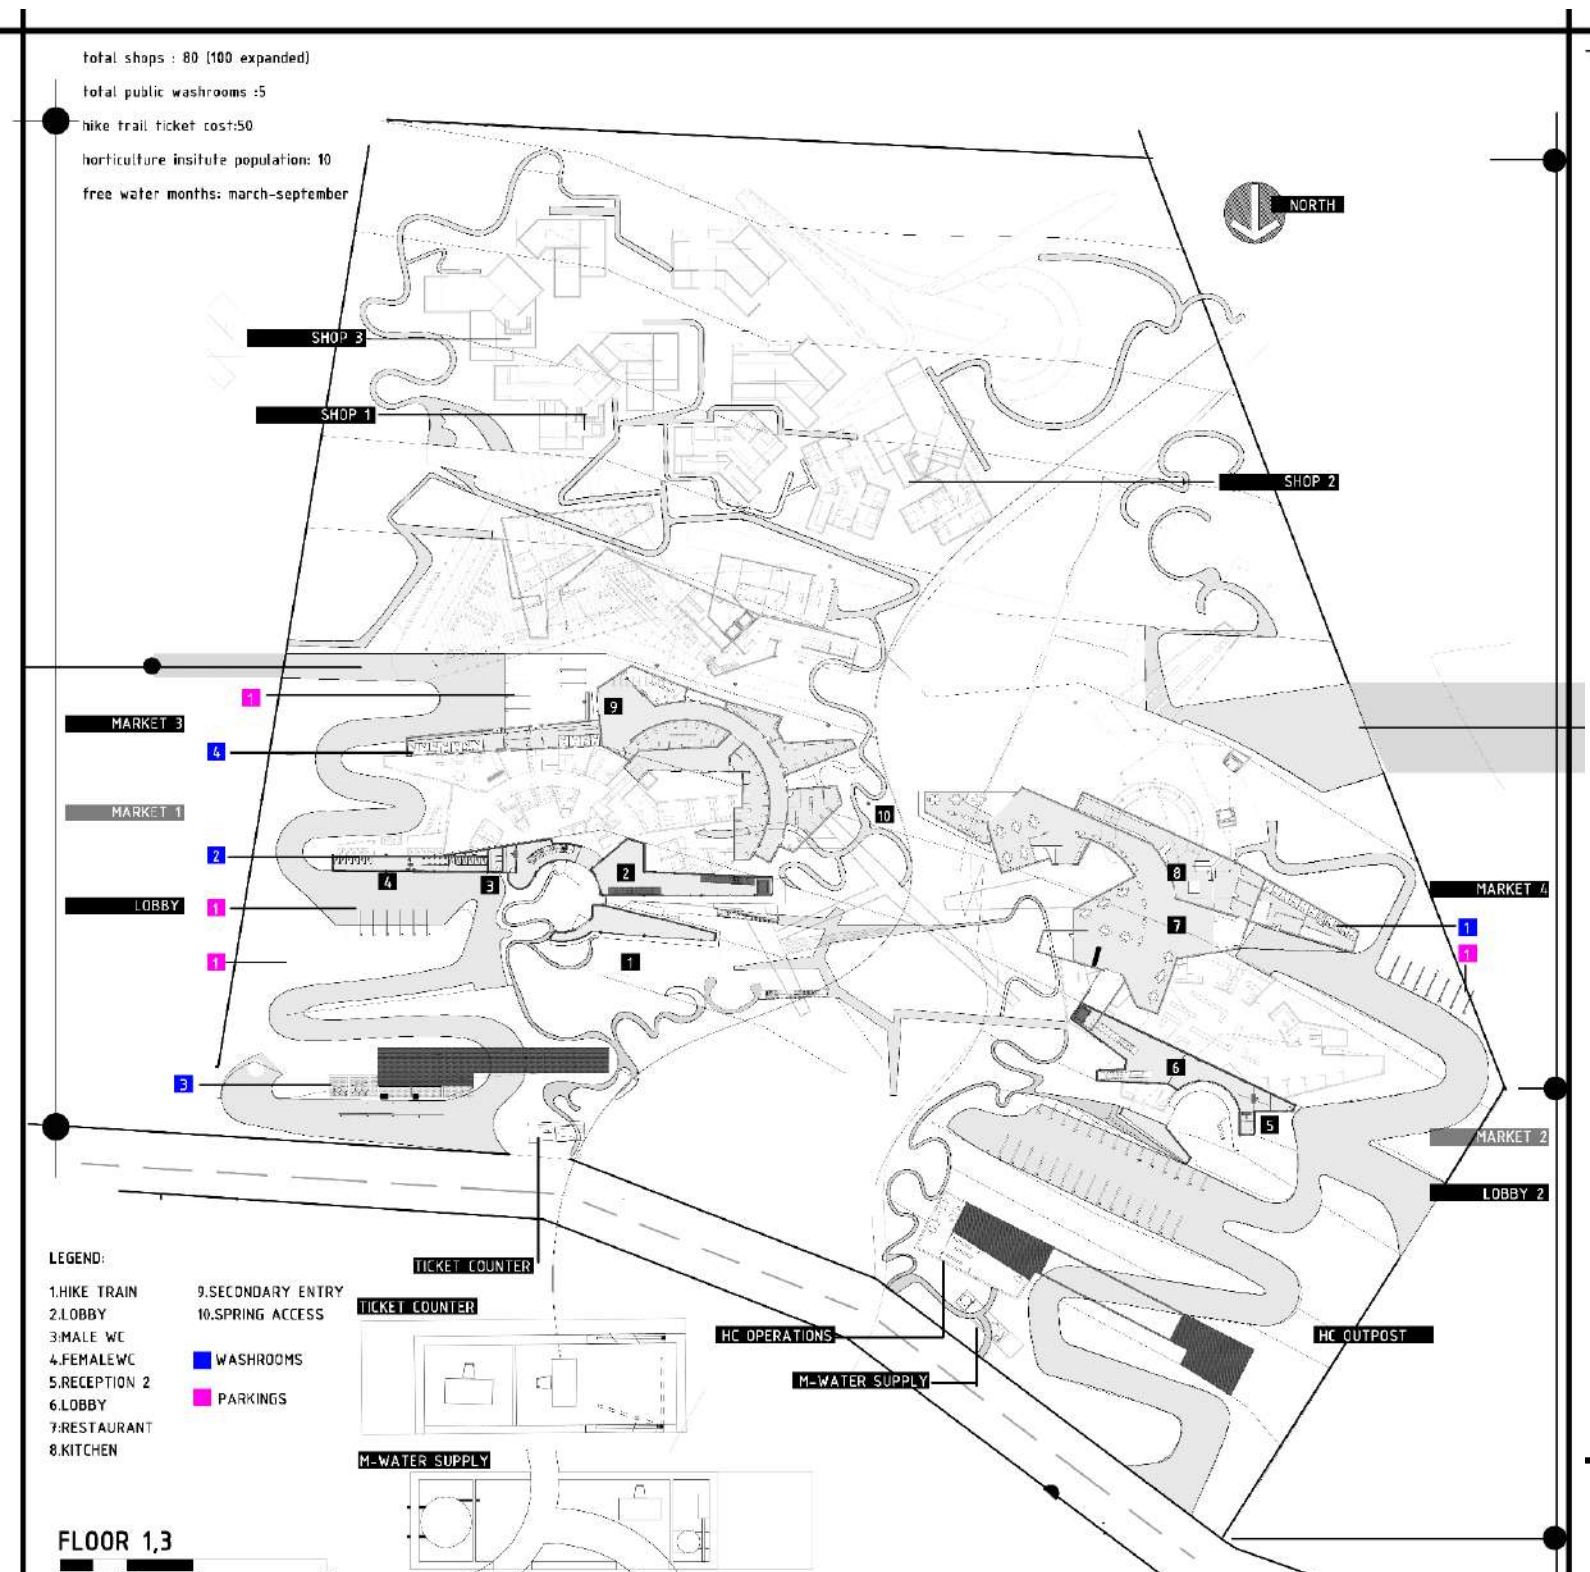 total shops : 80 (100 expanded)
total public washrooms :5
hike trail ticket cost:50
horticulture insitute population: 10
free water months: march-september
NORTH
SHOP 3
SHOP 1
SHOP 2
1
MARKET 3
9
4
MARKET 1
10
2
8
2
4
3
MARKET 4
LOBBY
1
7
1
1
1
1
6
3
5
MARKET 2
LOBBY 2
LEGEND:
TICKET COUNTER
1.HIKE TRAIN
2.LOBBY
3:MALE WC
4.FEMALEWC
5.RECEPTION 2
6.LOBBY
7:RESTAURANT
8.KITCHEN
9.SECONDARY ENTRY
10.SPRING ACCESS
WASHROOMS
PARKINGS
TICKET COUNTER
HC OPERATIONS
HC OUTPOST
M-WATER SUPPLY
M-WATER SUPPLY
FLOOR 1,3